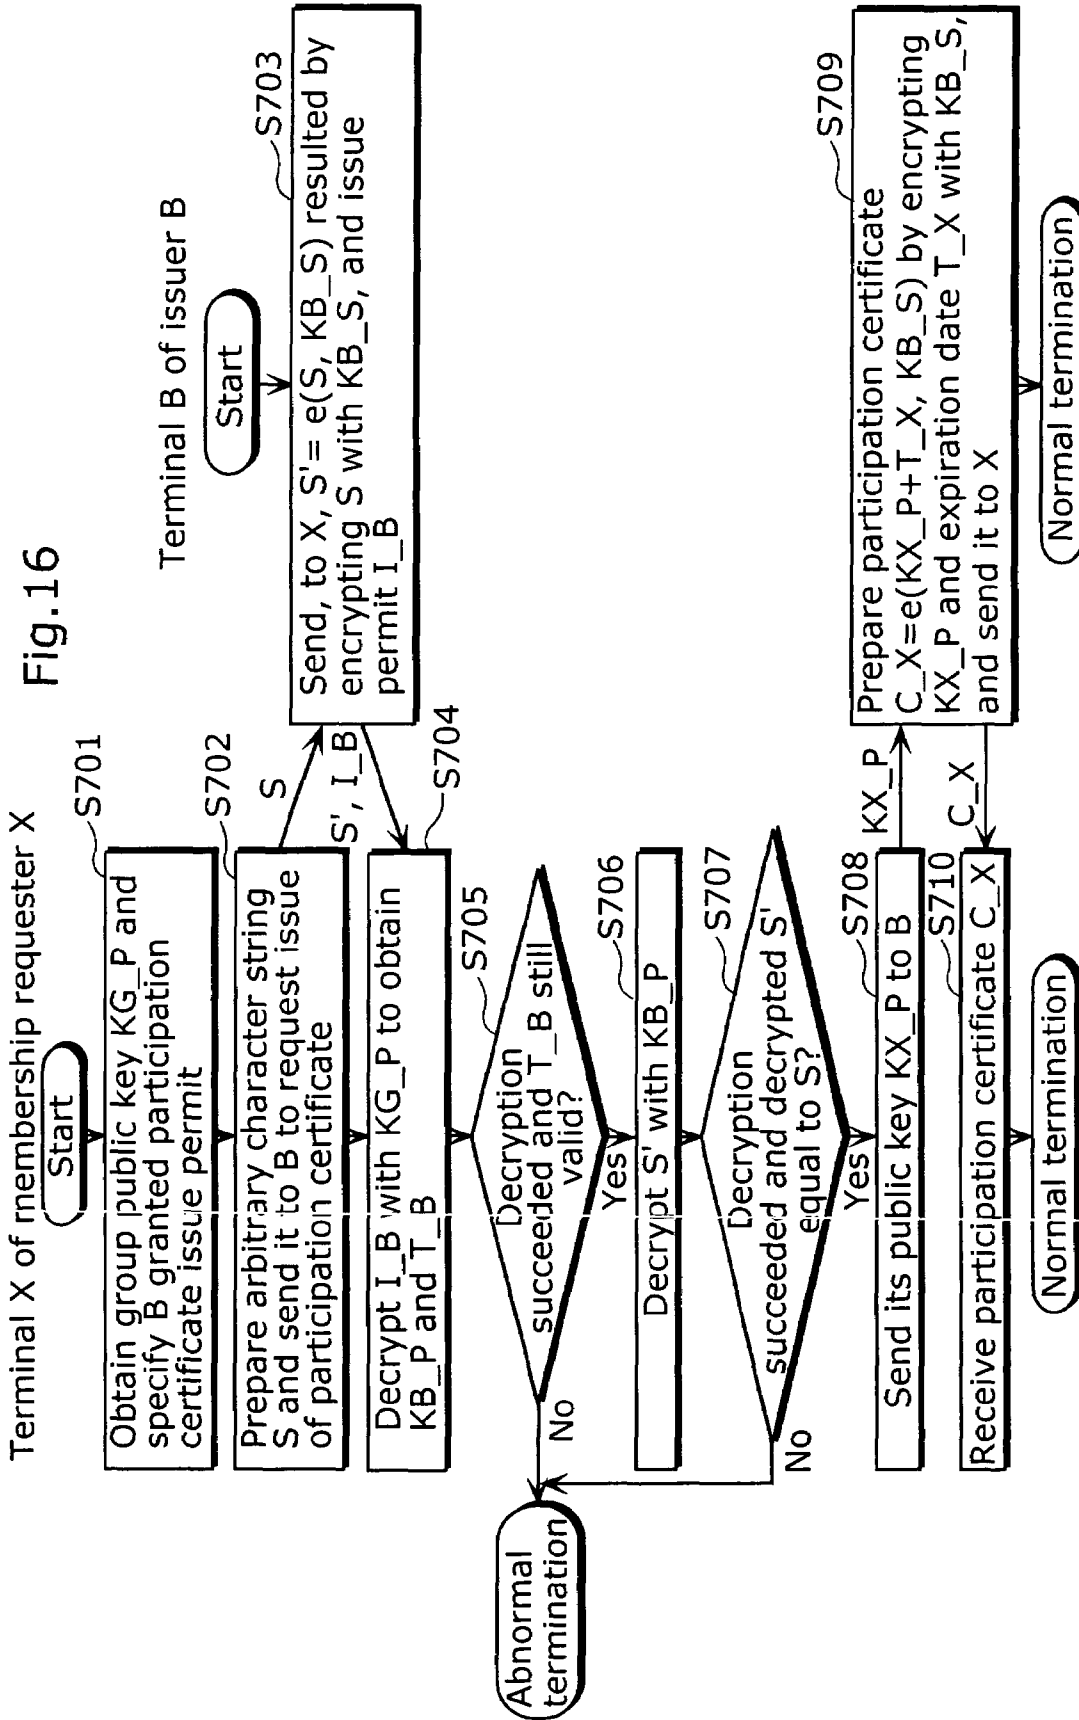 Fig.16
Terminal X of membership requester X
Start
S701
Obtain group public key KG_P and
specify B granted participation
certificate issue permit
S702
Prepare arbitrary character string
S and send it to B to request issue
of participation certificate
S
Terminal B of issuer B
Start
S703
Send, to X, S'= e(S, KB_S) resulted by
encrypting S with KB_S, and issue
permit I_B
S', I_B
S704
Decrypt I_B with KG_P to obtain
KB_P and T_B
S705
Decryption
succeeded and T_B still
valid?
No
Yes
Abnormal
termination
S706
Decrypt S' with KB_P
S707
Decryption
succeeded and decrypted S'
equal to S?
No
Yes
S708
Send its public key KX_P to B
KX_P
S709
Prepare participation certificate
C_X=e(KX_P+T_X, KB_S) by encrypting
KX_P and expiration date T_X with KB_S,
and send it to X
C_X
S710
Receive participation certificate C_X
Normal termination
Normal termination